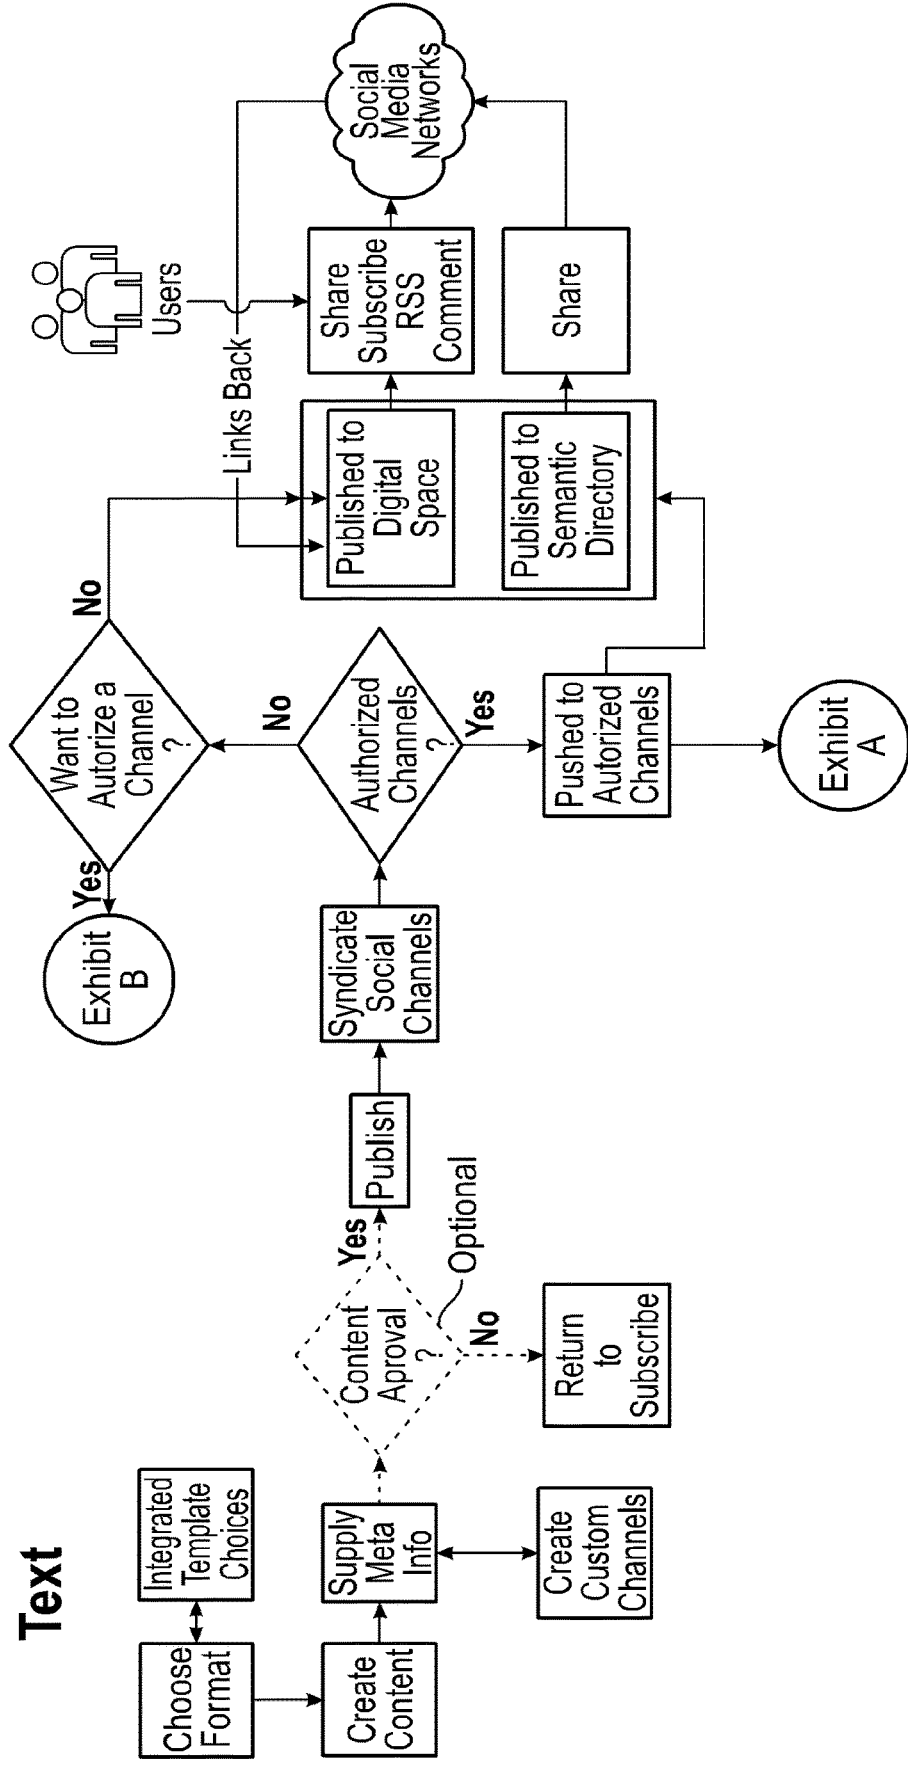 Text
Choose
Format
Integrated
Template
Choices
Create
Content
Supply
Meta
Info
Create
Custom
Channels
Content
Aproval
?
Optional
Yes
No
Return
to
Subscribe
Publish
Syndicate
Social
Channels
Authorized
Channels
?
No
Yes
Want to
Autorize a
Channel
?
Yes
No
Exhibit
B
Pushed to
Autorized
Channels
Exhibit
A
Links Back
Published to
Digital
Space
Published to
Semantic
Directory
Users
Share
Subscribe
RSS
Comment
Share
Social
Media
Networks